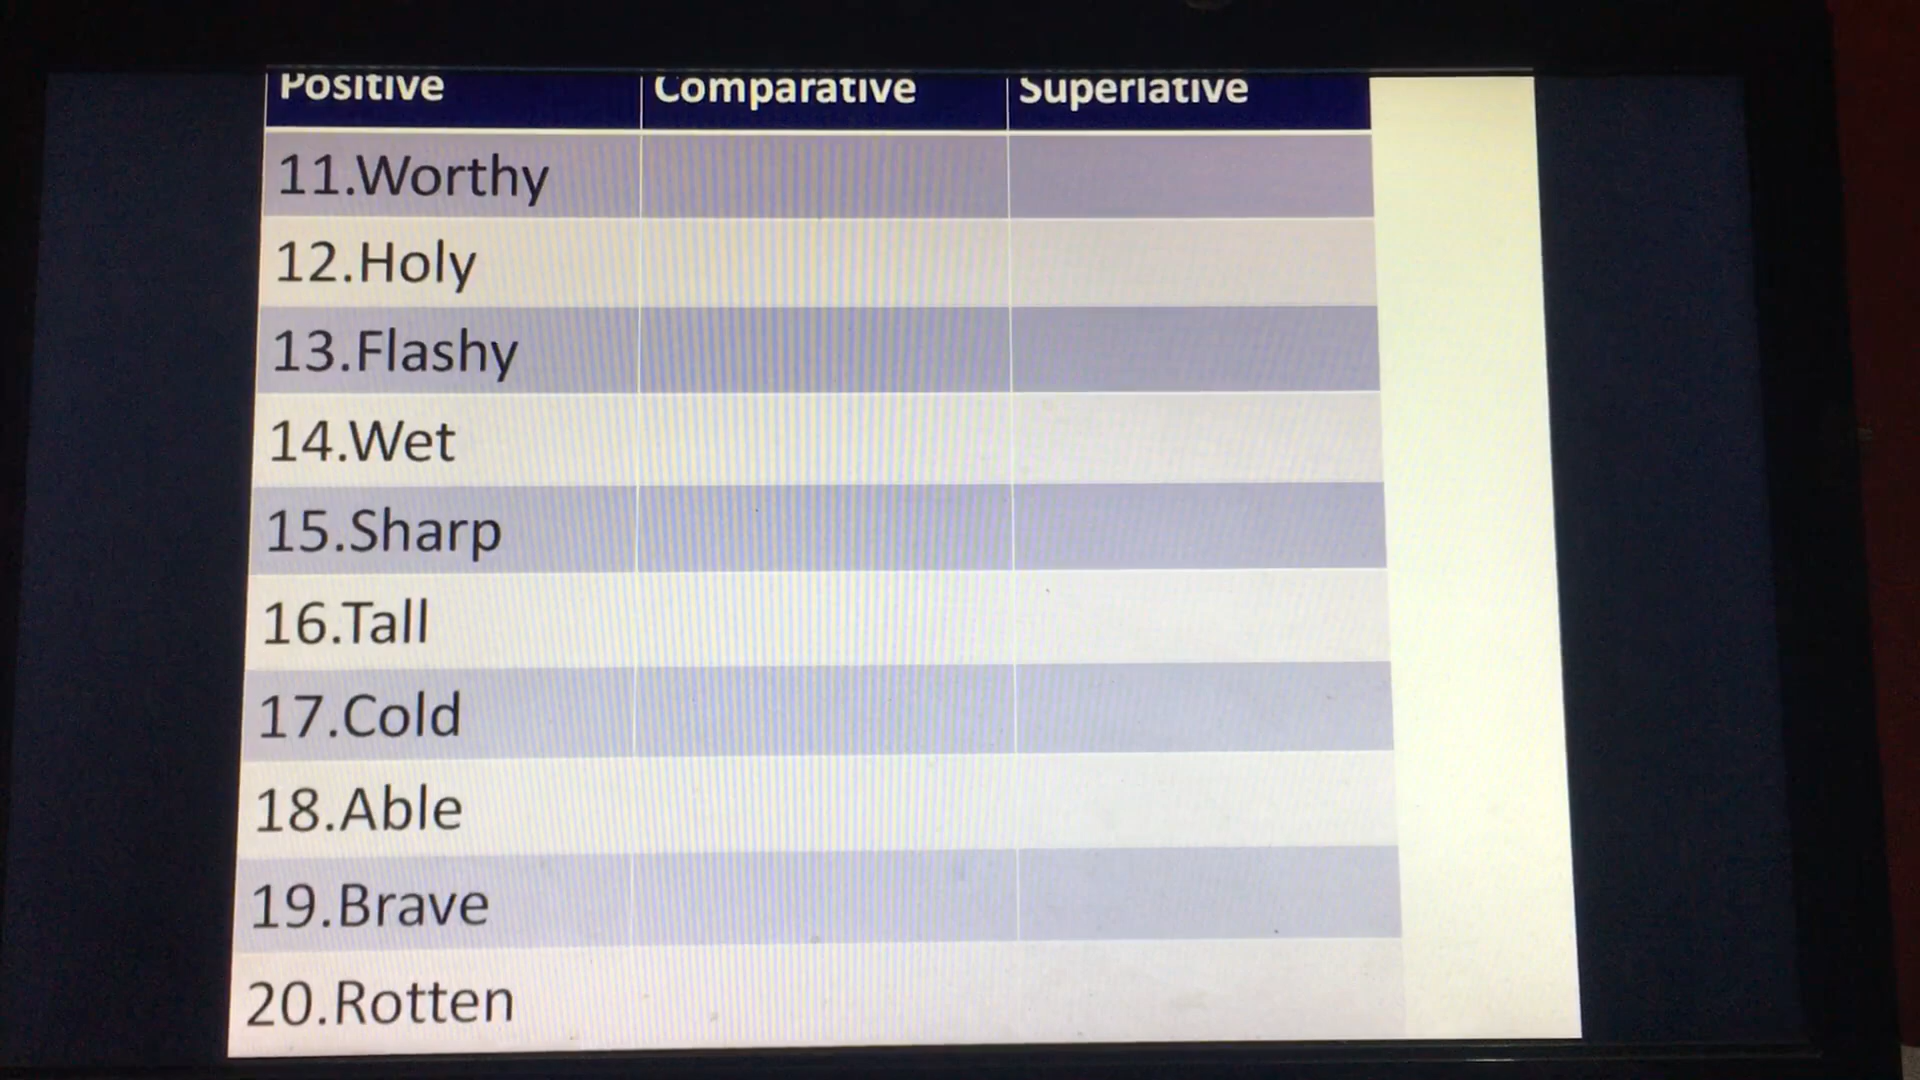 Positive Comparative Superlative
11.Worthy
12.Holy
13.Flashy
14.Wet
15.Sharp
16.Tall
17.Cold
18.Able
19.Brave
20.Rotten